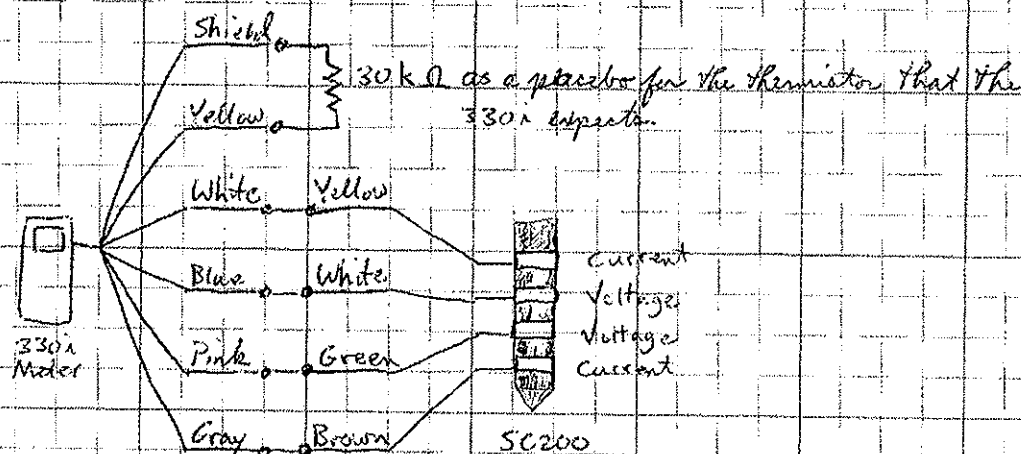 Shield
30 k Ω as a placebo for the thermistor that the
330i expects.
Yellow
White Yellow
Current
Blue White
Voltage
Voltage
330i
Meter
Pink Green
Current
Gray Brown
SC200